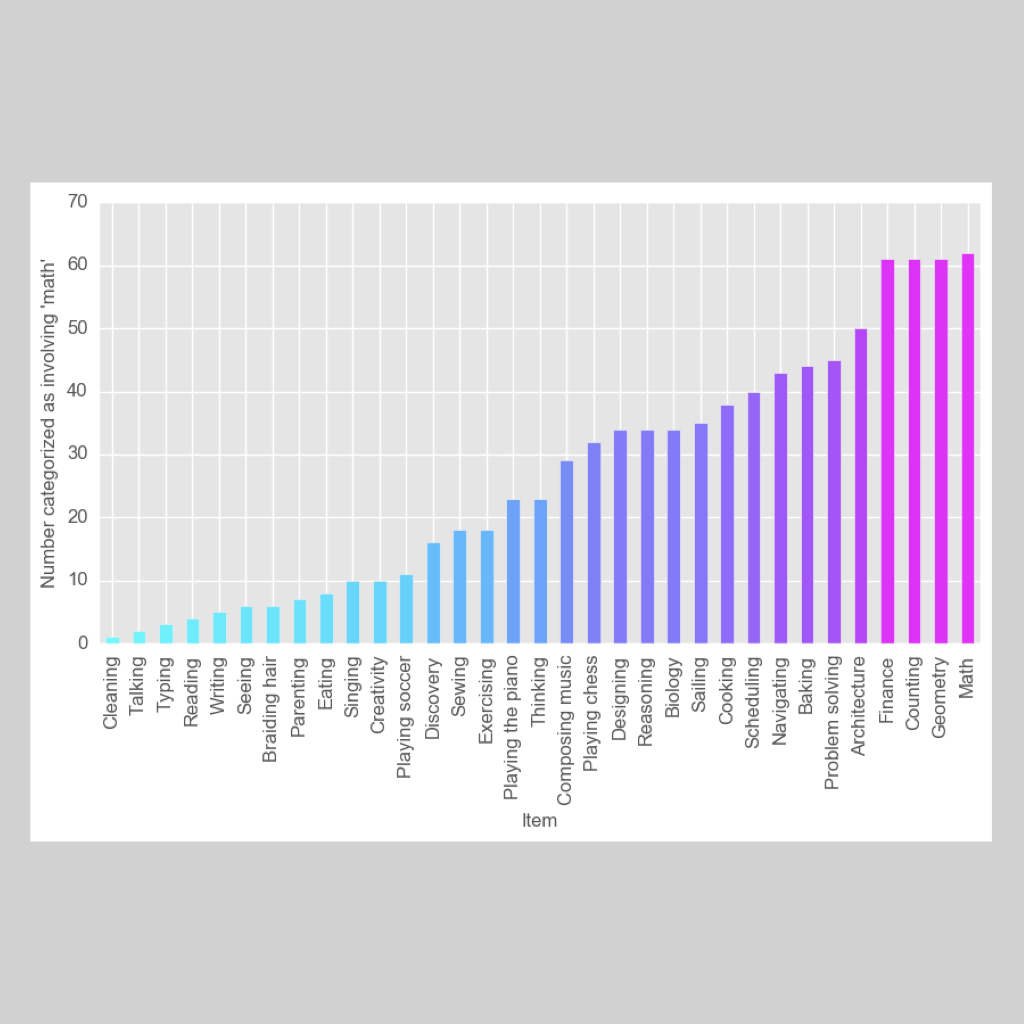 70
60
50
40
30
20
10
0
Number categorized as involving 'math'
Cleaning
Talking
Typing
Reading
Writing
Seeing
Braiding hair
Parenting
Eating
Singing
Creativity
Playing soccer
Discovery
Sewing
Exercising
Playing the piano
Thinking
Composing music
Playing chess
Designing
Reasoning
Biology
Sailing
Cooking
Scheduling
Navigating
Baking
Problem solving
Architecture
Finance
Counting
Geometry
Math
Item